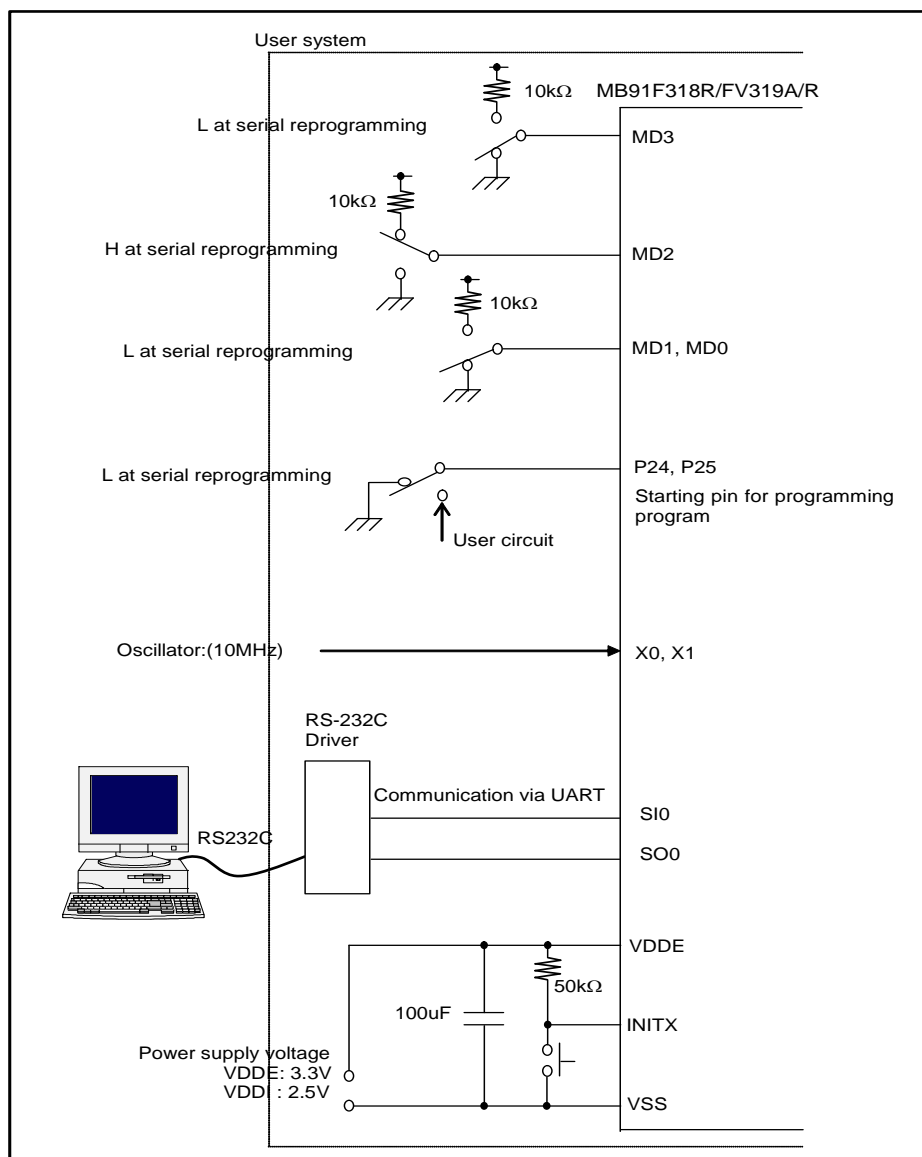 User system
10kΩ
MB91F318R/FV319A/R
L at serial reprogramming
MD3
10kΩ
H at serial reprogramming
MD2
10kΩ
L at serial reprogramming
MD1, MD0
L at serial reprogramming
P24, P25
Starting pin for programming
program
User circuit
Oscillator:(10MHz)
X0, X1
RS-232C
Driver
Communication via UART
SI0
RS232C
SO0
VDDE
50kΩ
100uF
INITX
Power supply voltage
VDDE: 3.3V
VDDI : 2.5V
VSS